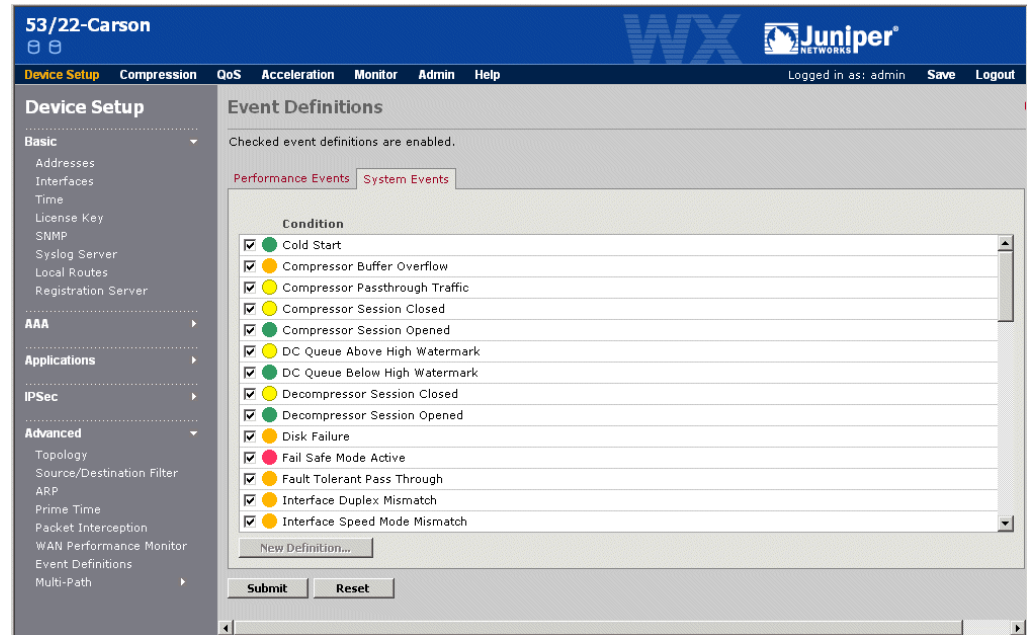 53/22-Carson
WX
Juniper
NETWORKS
Device Setup Compression QoS Acceleration Monitor Admin Help Logged in as: admin Save Logout
Device Setup
Basic
Addresses
Interfaces
Time
License Key
SNMP
Syslog Server
Local Routes
Registration Server
AAA
Applications
IPSec
Advanced
Topology
Source/Destination Filter
ARP
Prime Time
Packet Interception
WAN Performance Monitor
Event Definitions
Multi-Path
Event Definitions
Checked event definitions are enabled.
Performance Events System Events
Condition
Cold Start
Compressor Buffer Overflow
Compressor Passthrough Traffic
Compressor Session Closed
Compressor Session Opened
DC Queue Above High Watermark
DC Queue Below High Watermark
Decompressor Session Closed
Decompressor Session Opened
Disk Failure
Fail Safe Mode Active
Fault Tolerant Pass Through
Interface Duplex Mismatch
Interface Speed Mode Mismatch
New Definition...
Submit Reset